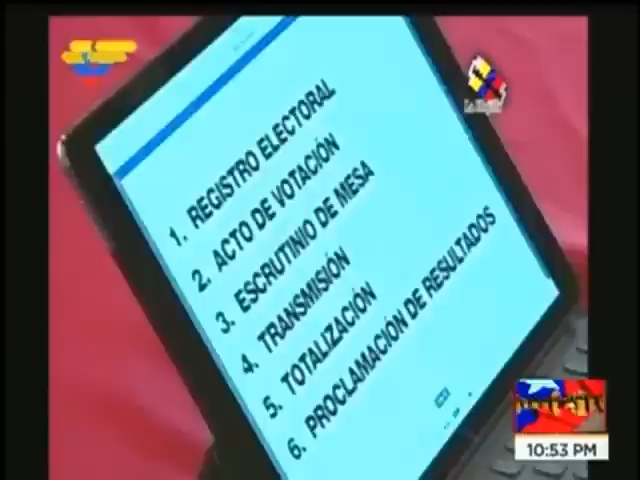 1. REGISTRO ELECTORAL
2. ACTO DE VOTACIÓN
3. ESCRUTINIO DE MESA
4. TRANSMISIÓN
5. TOTALIZACIÓN
6. PROCLAMACIÓN DE RESULTADOS
10:53 PM